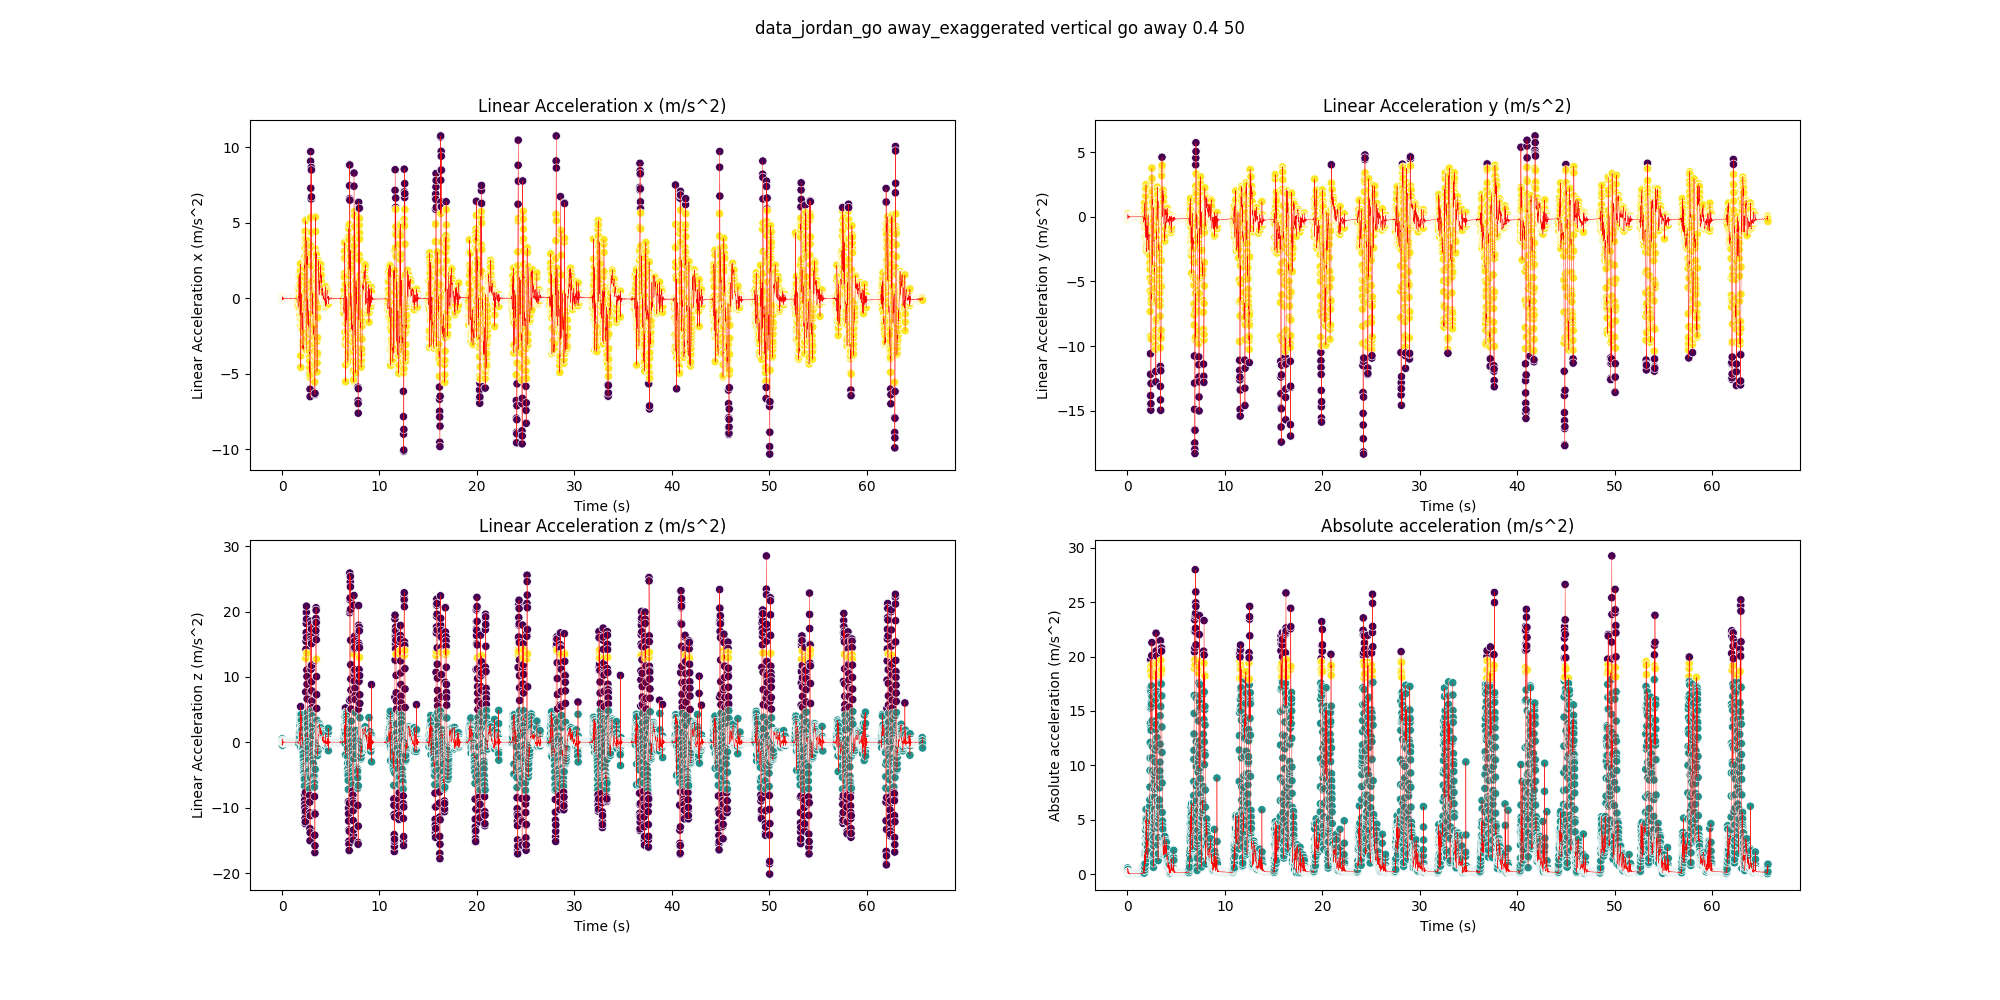 data_jordan_go away_exaggerated vertical go away 0.4 50
Linear Acceleration x (m/s^2)
Linear Acceleration x (m/s^2)
10
5
0
−5
−10
0 10 20 30 40 50 60
Time (s)
Linear Acceleration y (m/s^2)
Linear Acceleration y (m/s^2)
5
0
−5
−10
−15
0 10 20 30 40 50 60
Time (s)
Linear Acceleration z (m/s^2)
Linear Acceleration z (m/s^2)
30
20
10
0
−10
−20
0 10 20 30 40 50 60
Time (s)
Absolute acceleration (m/s^2)
Absolute acceleration (m/s^2)
30
25
20
15
10
5
0
0 10 20 30 40 50 60
Time (s)